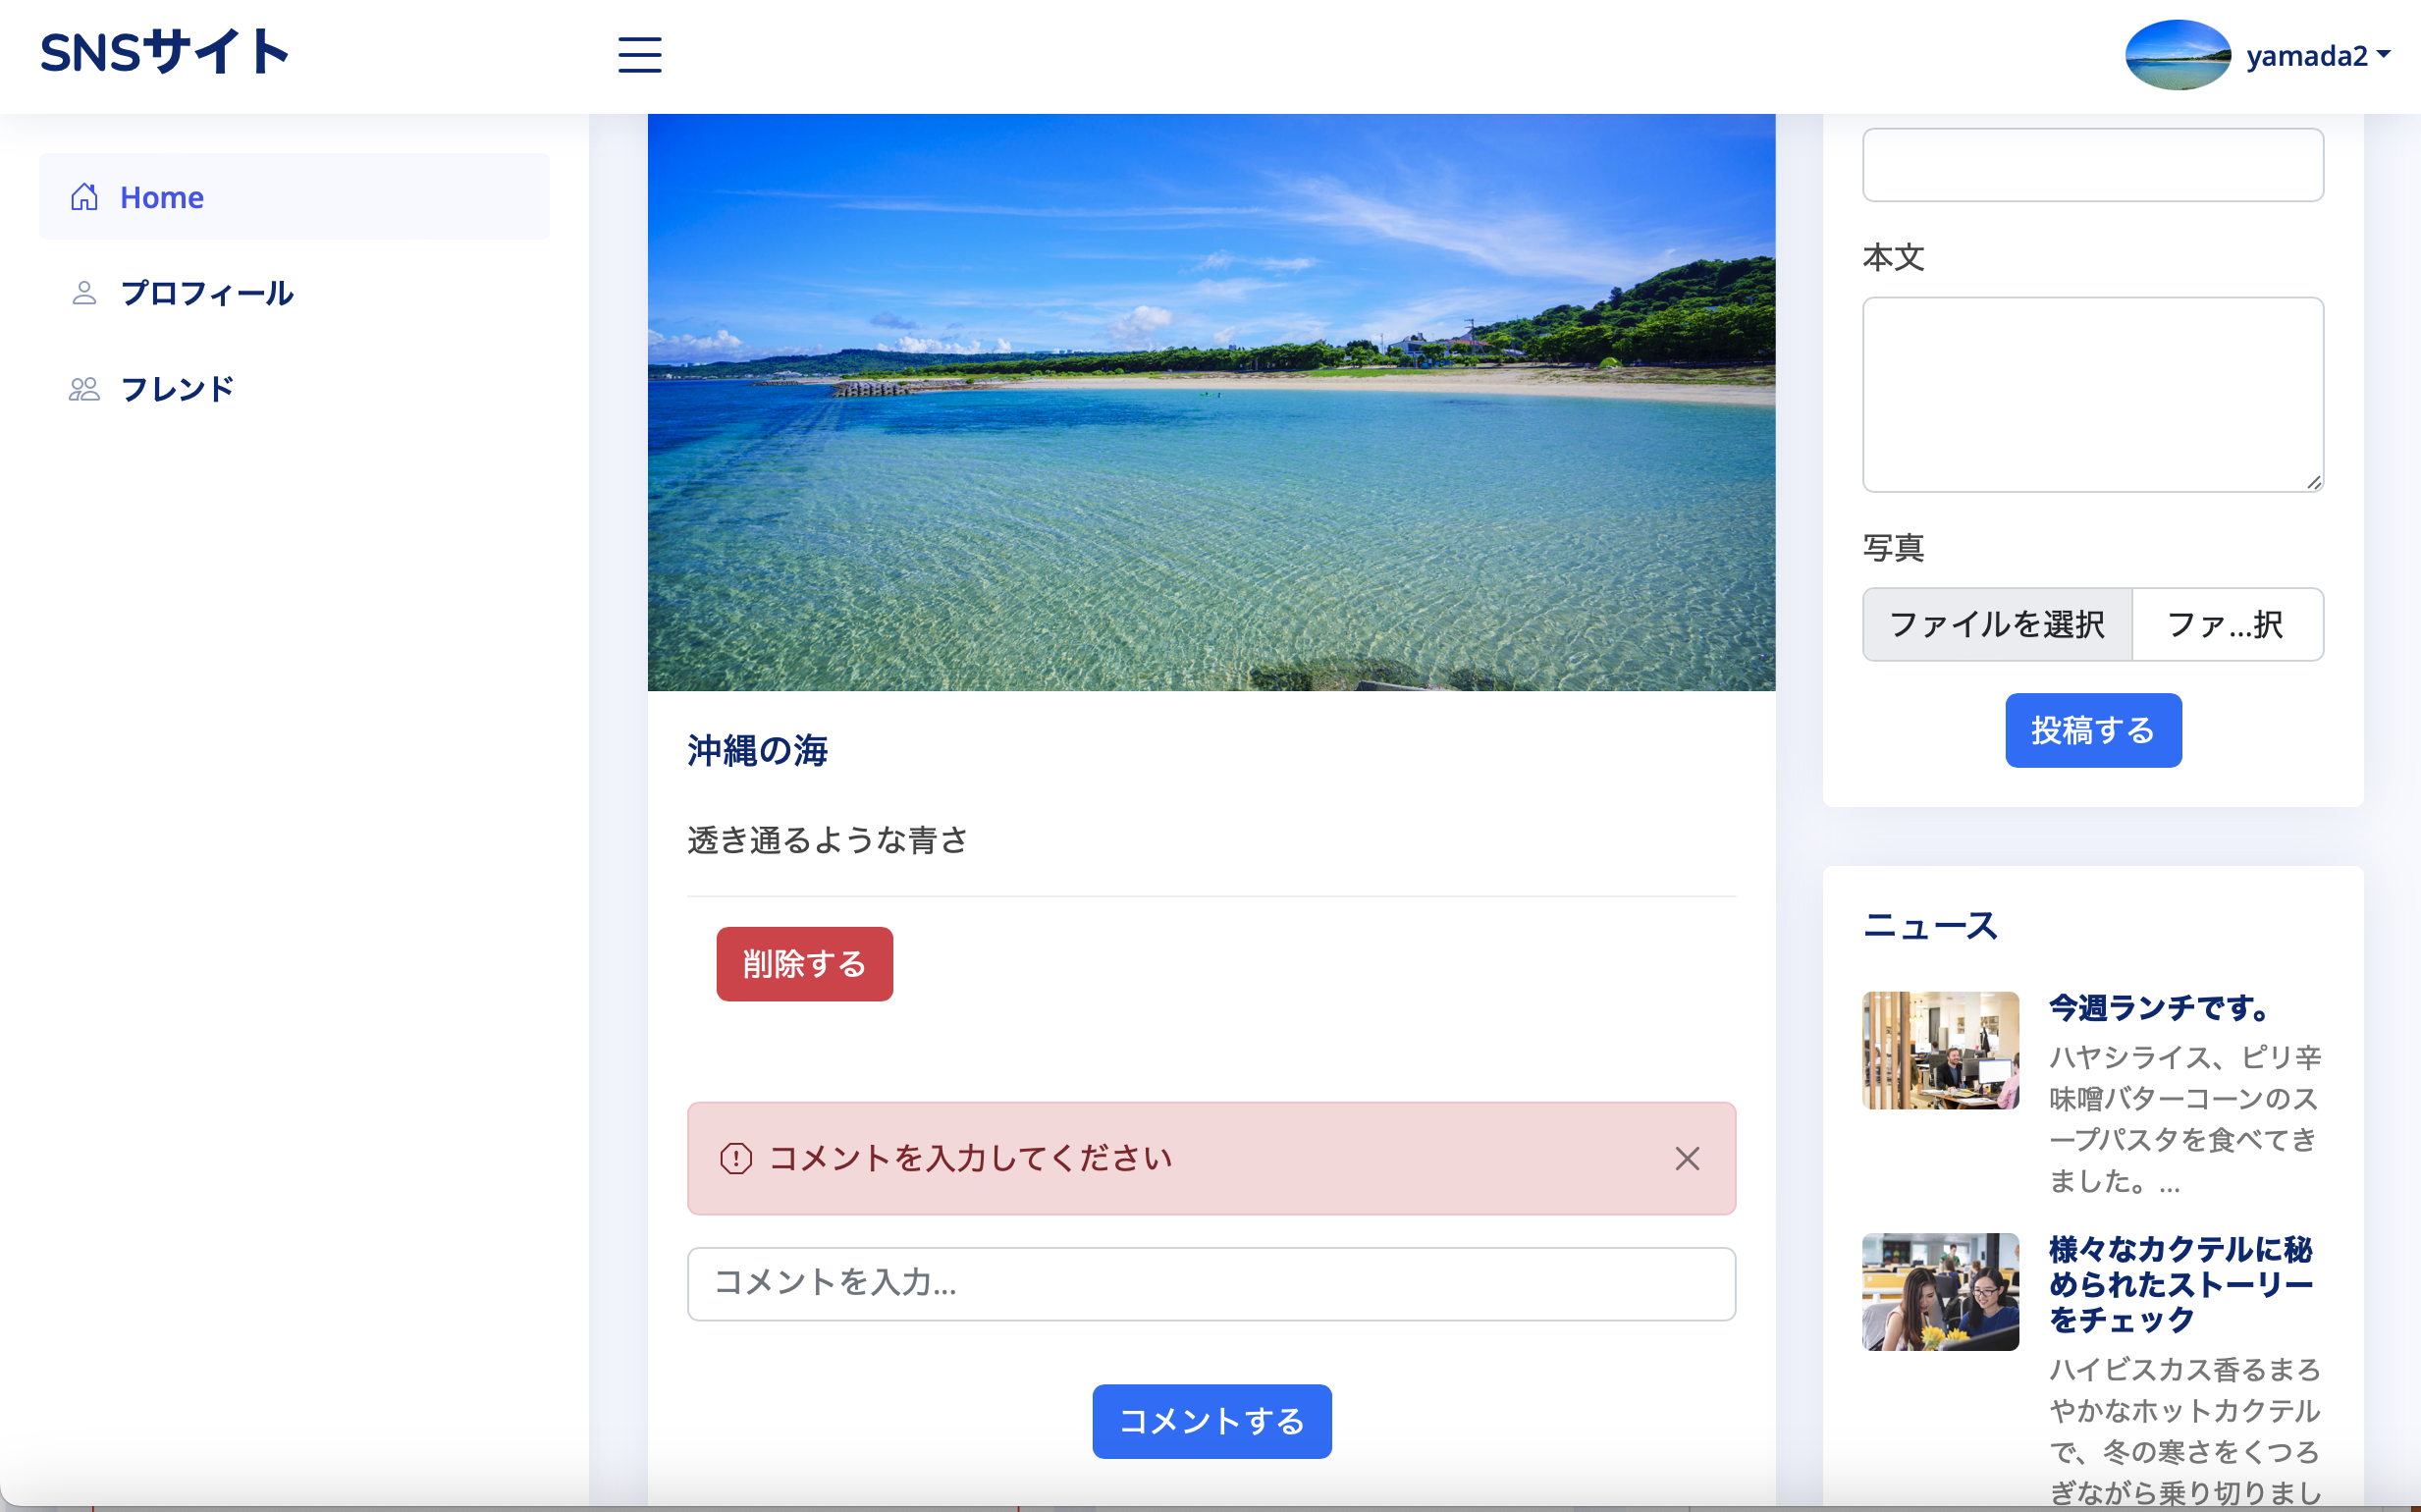 SNSサイト
yamada2
Home
プロフィール
フレンド
沖縄の海
透き通るような青さ
削除する
コメントを入力してください
コメントを入力...
コメントする
本文
写真
ファイルを選択
ファ...択
投稿する
ニュース
今週ランチです。
ハヤシライス、ピリ辛
味噌バターコーンのス
ープパスタを食べてき
ました。...
様々なカクテルに秘
められたストーリー
をチェック
ハイビスカス香るまろ
やかなホットカクテル
で、冬の寒さをくつろ
ぎながら乗り切りまし